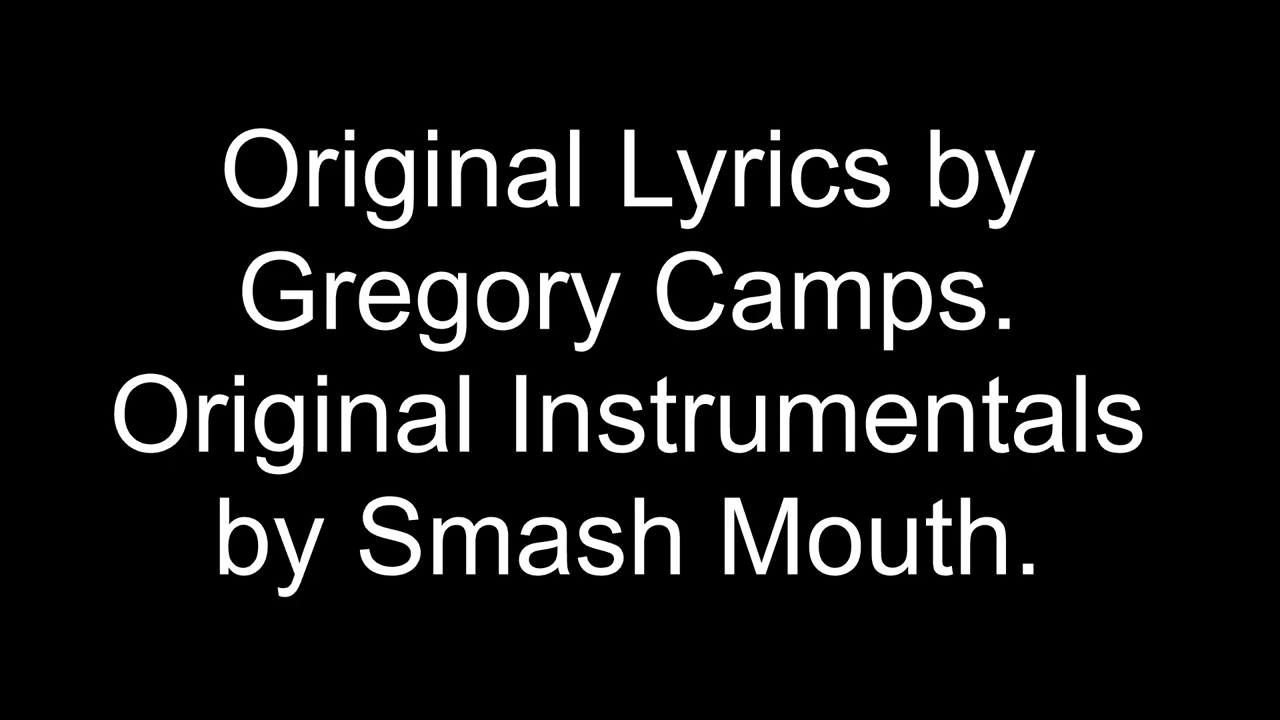 Original Lyrics by
Gregory Camps.
Original Instrumentals
by Smash Mouth.